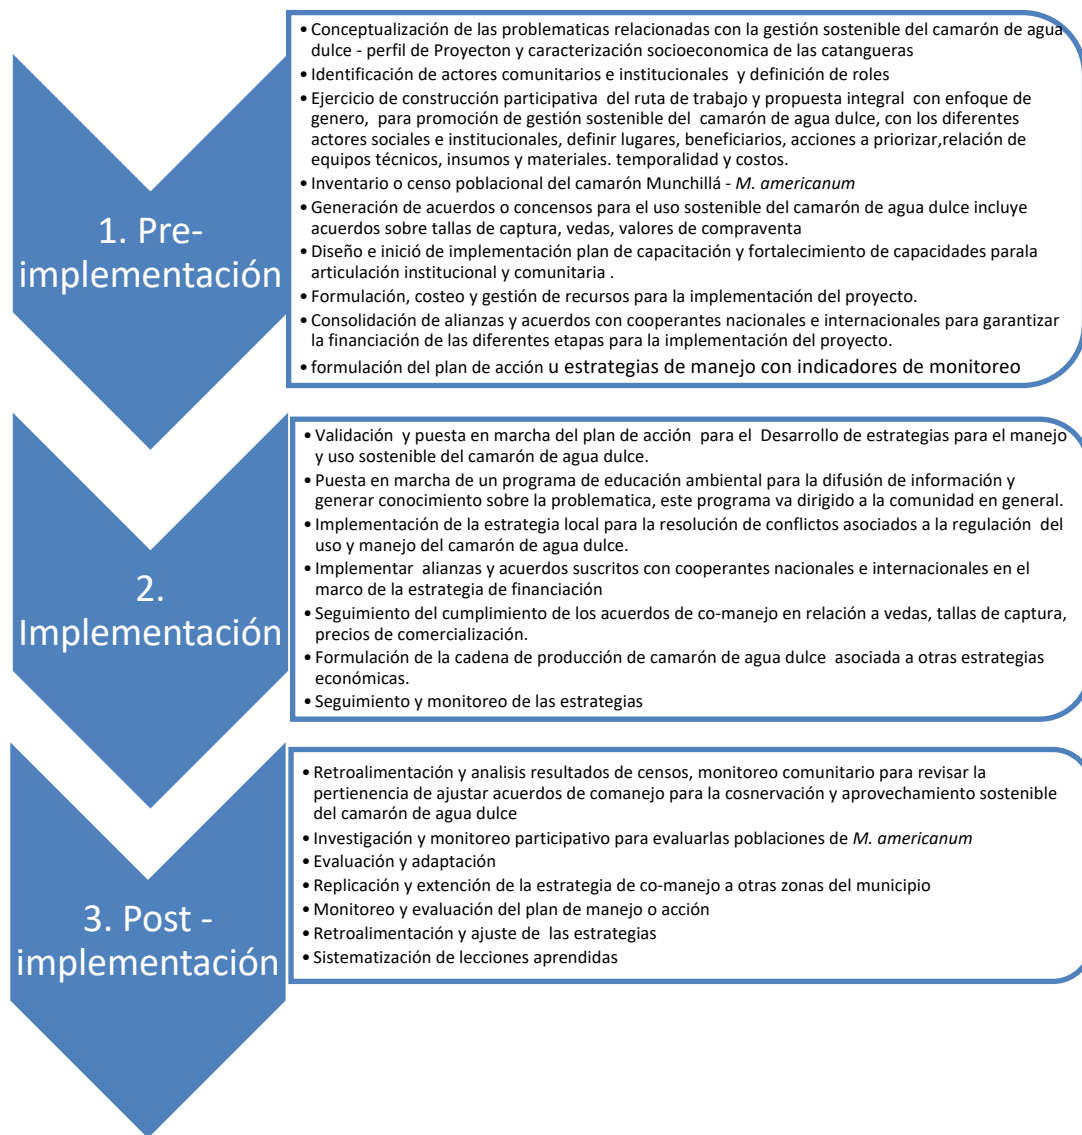 1. Pre-
implementación
• Conceptualización de las problematicas relacionadas con la gestión sostenible del camarón de agua
dulce - perfil de Proyecton y caracterización socioeconomica de las catangueras
• Identificación de actores comunitarios e institucionales y definición de roles
• Ejercicio de construcción participativa del ruta de trabajo y propuesta integral con enfoque de
genero, para promoción de gestión sostenible del camarón de agua dulce, con los diferentes
actores sociales e institucionales, definir lugares, beneficiarios, acciones a priorizar,relación de
equipos técnicos, insumos y materiales. temporalidad y costos.
• Inventario o censo poblacional del camarón Munchillá - M. americanum
• Generación de acuerdos o concensos para el uso sostenible del camarón de agua dulce incluye
acuerdos sobre tallas de captura, vedas, valores de compraventa
• Diseño e inició de implementación plan de capacitación y fortalecimiento de capacidades parala
articulación institucional y comunitaria .
• Formulación, costeo y gestión de recursos para la implementación del proyecto.
• Consolidación de alianzas y acuerdos con cooperantes nacionales e internacionales para garantizar
la financiación de las diferentes etapas para la implementación del proyecto.
• formulación del plan de acción u estrategias de manejo con indicadores de monitoreo
2.
Implementación
• Validación y puesta en marcha del plan de acción para el Desarrollo de estrategias para el manejo
y uso sostenible del camarón de agua dulce.
• Puesta en marcha de un programa de educación ambiental para la difusión de información y
generar conocimiento sobre la problematica, este programa va dirigido a la comunidad en general.
• Implementación de la estrategia local para la resolución de conflictos asociados a la regulación del
uso y manejo del camarón de agua dulce.
• Implementar alianzas y acuerdos suscritos con cooperantes nacionales e internacionales en el
marco de la estrategia de financiación
• Seguimiento del cumplimiento de los acuerdos de co-manejo en relación a vedas, tallas de captura,
precios de comercialización.
• Formulación de la cadena de producción de camarón de agua dulce asociada a otras estrategias
económicas.
• Seguimiento y monitoreo de las estrategias
3. Post -
implementación
• Retroalimentación y analisis resultados de censos, monitoreo comunitario para revisar la
pertienencia de ajustar acuerdos de comanejo para la cosnervación y aprovechamiento sostenible
del camarón de agua dulce
• Investigación y monitoreo participativo para evaluarlas poblaciones de M. americanum
• Evaluación y adaptación
• Replicación y extención de la estrategia de co-manejo a otras zonas del municipio
• Monitoreo y evaluación del plan de manejo o acción
• Retroalimentación y ajuste de las estrategias
• Sistematización de lecciones aprendidas